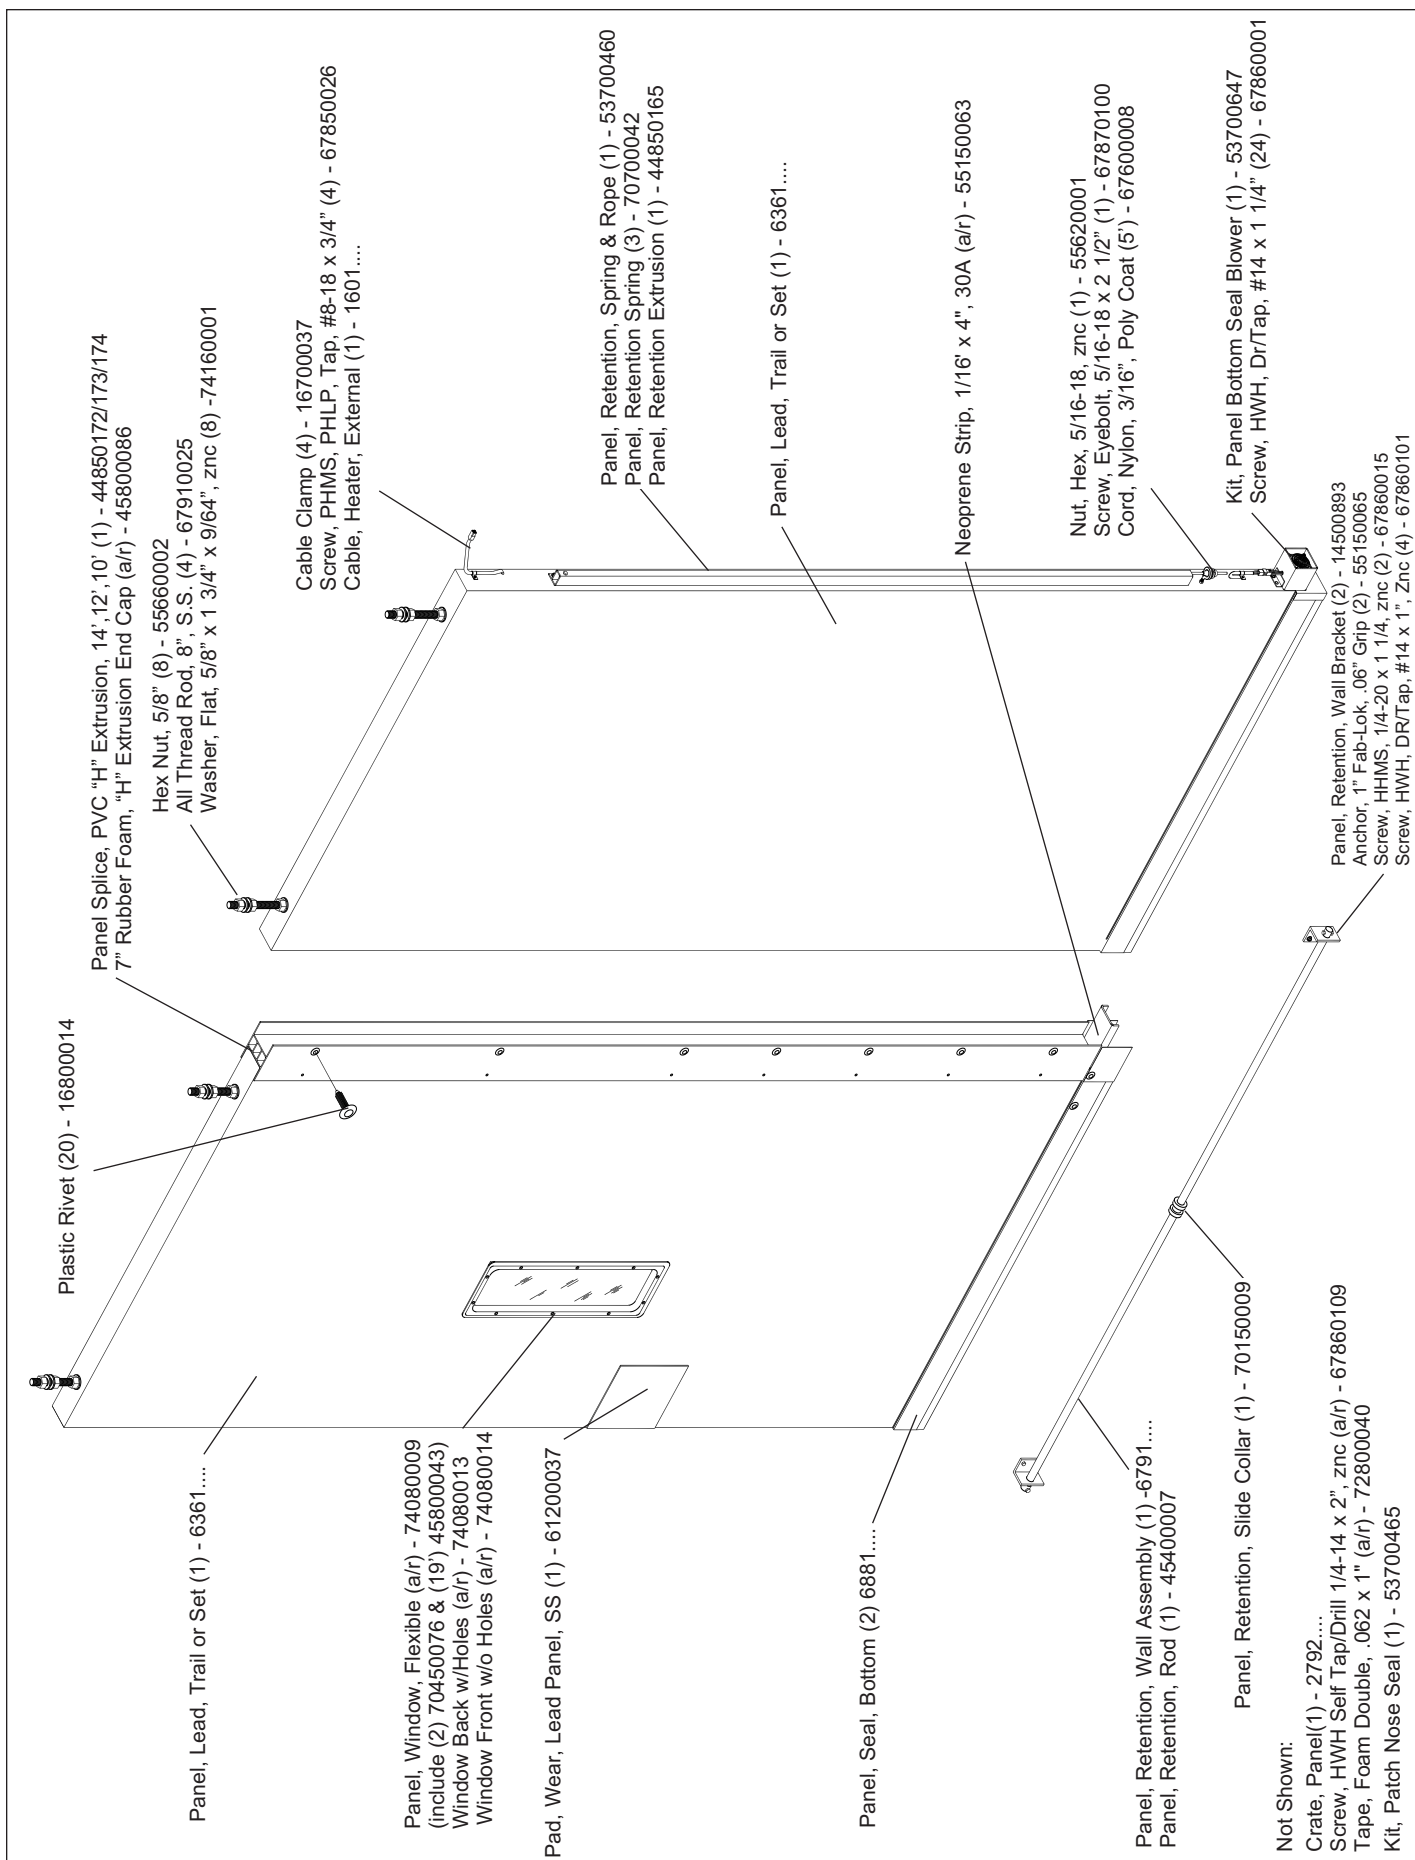 Plastic Rivet (20) - 16800014
Panel Splice, PVC “H” Extrusion, 14’,12’,10’ (1) - 44850172/173/174
7” Rubber Foam, “H” Extrusion End Cap (a/r) - 45800086
Hex Nut, 5/8” (8) - 55660002
All Thread Rod, 8”, S.S. (4) - 67910025
Washer, Flat, 5/8” x 1 3/4” x 9/64”, znc (8) -74160001
Cable Clamp (4) - 16700037
Screw, PHMS, PHLP, Tap, #8-18 x 3/4” (4) - 67850026
Cable, Heater, External (1) - 1601....
Panel, Lead, Trail or Set (1) - 6361....
Panel, Window, Flexible (a/r) - 74080009
(include (2) 70450076 & (19’) 45800043)
Window Back w/Holes (a/r) - 74080013
Window Front w/o Holes (a/r) - 74080014
Pad, Wear, Lead Panel, SS (1) - 61200037
Panel, Retention, Spring & Rope (1) - 53700460
Panel, Retention Spring (3) - 70700042
Panel, Retention Extrusion (1) - 44850165
Panel, Lead, Trail or Set (1) - 6361....
Neoprene Strip, 1/16' x 4", 30A (a/r) - 55150063
Panel, Seal, Bottom (2) 6881....
Nut, Hex, 5/16-18, znc (1) - 55620001
Screw, Eyebolt, 5/16-18 x 2 1/2” (1) - 67870100
Cord, Nylon, 3/16”, Poly Coat (5’) - 67600008
Kit, Panel Bottom Seal Blower (1) - 53700647
Screw, HWH, Dr/Tap, #14 x 1 1/4” (24) - 67860001
Panel, Retention, Wall Bracket (2) - 14500893
Anchor, 1” Fab-Lok, .06” Grip (2) - 55150065
Screw, HHMS, 1/4-20 x 1 1/4, znc (2) - 67860015
Screw, HWH, DR/Tap, #14 x 1”, Znc (4) - 67860101
Panel, Retention, Wall Assembly (1) -6791....
Panel, Retention, Rod (1) - 45400007
Panel, Retention, Slide Collar (1) - 70150009
Not Shown:
Crate, Panel(1) - 2792....
Screw, HWH Self Tap/Drill 1/4-14 x 2”, znc (a/r) - 67860109
Tape, Foam Double, .062 x 1" (a/r) - 72800040
Kit, Patch Nose Seal (1) - 53700465